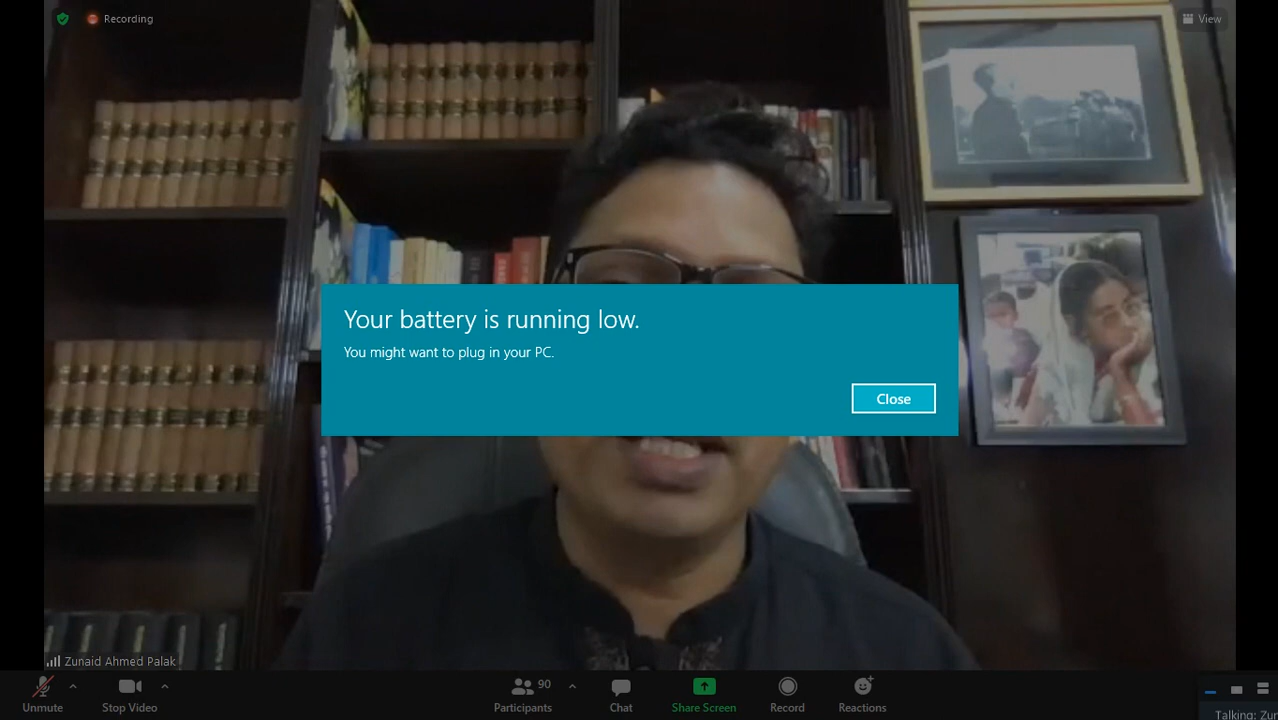 Recording
View
Your battery is running low.
You might want to plug in your PC.
Close
Zunaid Ahmed Palak
90
Unmute
Stop Video
Participants
Chat
Share Screen
Record
Reactions
Talking: Zun